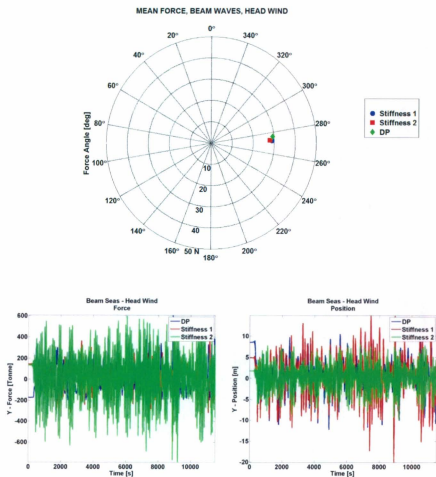 MEAN FORCE, BEAM WAVES, HEAD WIND
0°
20°
340°
40°
320°
60°
300°
80°
280°
100°
260°
120°
240°
140°
220°
160°
200°
180°
10
20
30
40
50 N
Force Angle [deg]
Stiffness 1
Stiffness 2
DP
Beam Seas - Head Wind
Force
DP
Stiffness 1
Stiffness 2
Y - Force [Tonne]
600
400
200
0
-200
-400
-600
0 2000 4000 6000 8000 10000
Time [s]
Beam Seas - Head Wind
Position
DP
Stiffness 1
Stiffness 2
Y - Position [m]
10
5
0
-5
-10
-15
-20
0 2000 4000 6000 8000 10000
Time [s]